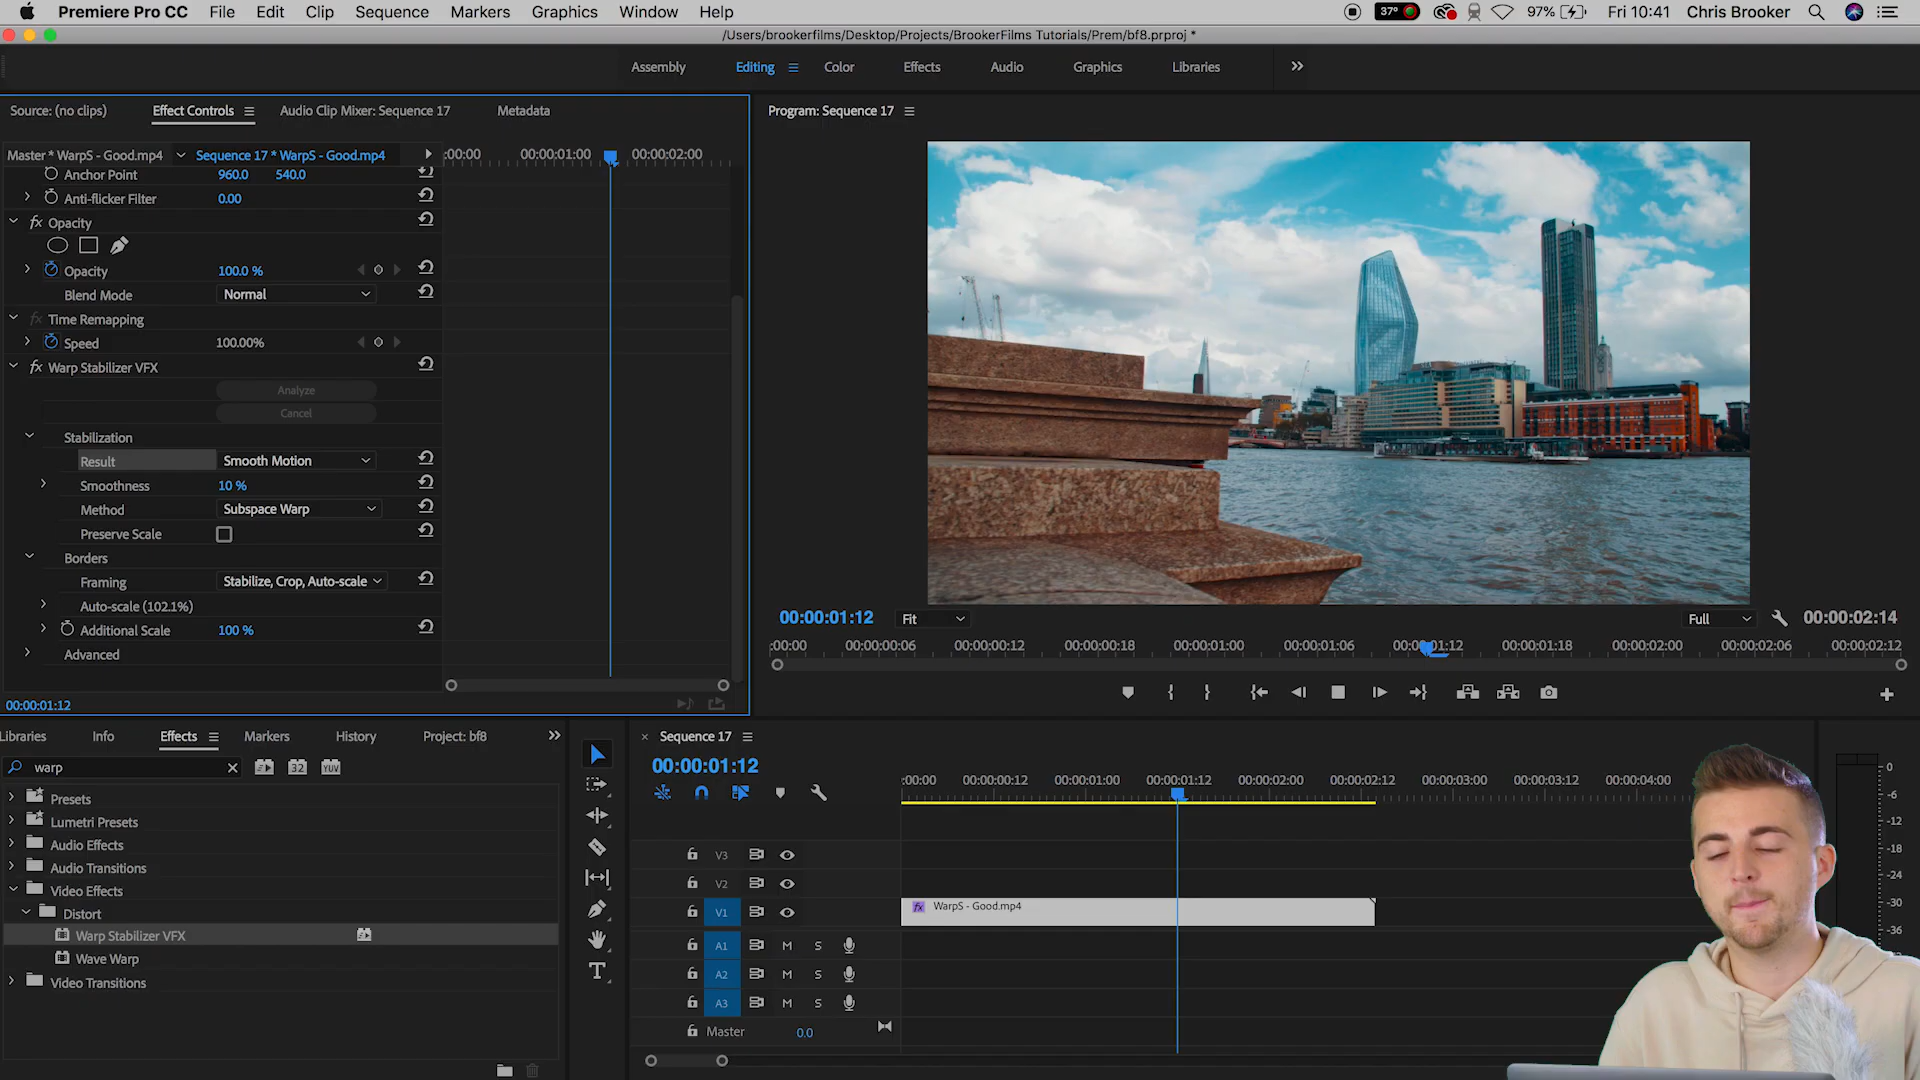 Premiere Pro CC File Edit Clip Sequence Markers Graphics Window Help 37° 97% Fri 10:41 Chris Brooker
/Users/brookerfilms/Desktop/Projects/BrookerFilms Tutorials/Prem/bf8.prproj *
Assembly Editing Color Effects Audio Graphics Libraries
Source: (no clips) Effect Controls Audio Clip Mixer: Sequence 17 Metadata
Program: Sequence 17
Master * WarpS - Good.mp4 Sequence 17 * WarpS - Good.mp4
:00:00 00:00:01:00 00:00:02:00
Anchor Point 960.0 540.0
Anti-flicker Filter 0.00
fx Opacity
Opacity 100.0 %
Blend Mode Normal
fx Time Remapping
Speed 100.00%
fx Warp Stabilizer VFX
Analyze
Cancel
Stabilization
Result Smooth Motion
Smoothness 10 %
Method Subspace Warp
Preserve Scale
Borders
Framing Stabilize, Crop, Auto-scale
Auto-scale (102.1%)
Additional Scale 100 %
Advanced
00:00:01:12
00:00:01:12 Fit Full 00:00:02:14
:00:00 00:00:00:06 00:00:00:12 00:00:00:18 00:00:01:00 00:00:01:06 00:00:01:12 00:00:01:18 00:00:02:00 00:00:02:06 00:00:02:12
Libraries Info Effects Markers History Project: bf8
warp 32 YUV
Presets
Lumetri Presets
Audio Effects
Audio Transitions
Video Effects
Distort
Warp Stabilizer VFX
Wave Warp
Video Transitions
× Sequence 17
00:00:01:12
:00:00 00:00:00:12 00:00:01:00 00:00:01:12 00:00:02:00 00:00:02:12 00:00:03:00 00:00:03:12 00:00:04:00
V3
V2
V1 fx WarpS - Good.mp4
A1 M S
A2 M S
A3 M S
Master 0.0
0
-6
-12
-18
-24
-30
-36